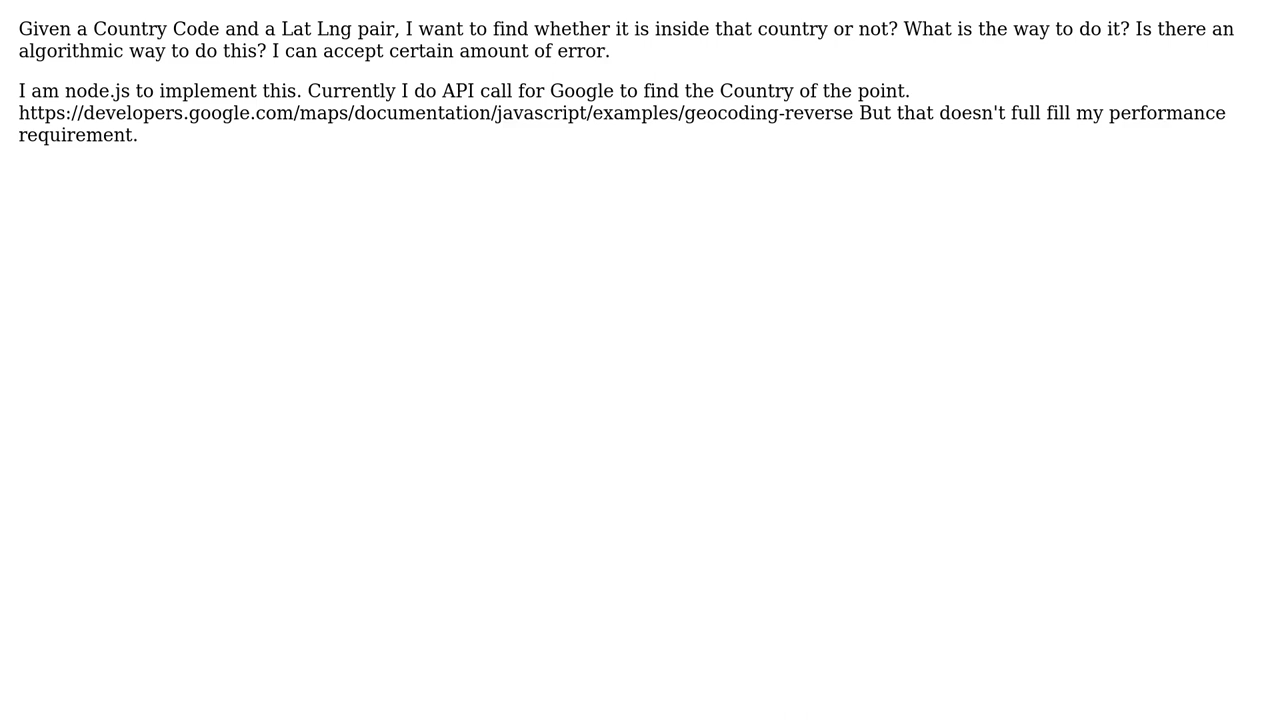 Given a Country Code and a Lat Lng pair, I want to find whether it is inside that country or not? What is the way to do it? Is there an
algorithmic way to do this? I can accept certain amount of error.
I am node.js to implement this. Currently I do API call for Google to find the Country of the point.
https://developers.google.com/maps/documentation/javascript/examples/geocoding-reverse But that doesn't full fill my performance
requirement.